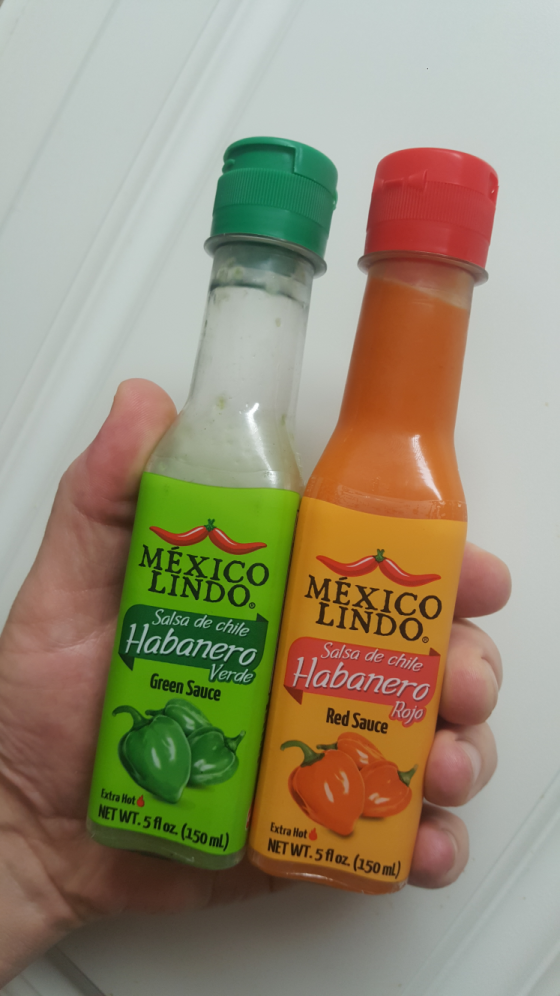 MÉXICO
LINDO®
Salsa de chile
Habanero
Verde
Green Sauce
Extra Hot
NET WT. 5 fl oz. (150 ml.)
MÉXICO
LINDO®
Salsa de chile
Habanero
Rojo
Red Sauce
Extra Hot
NET WT. 5 fl oz. (150 ml.)